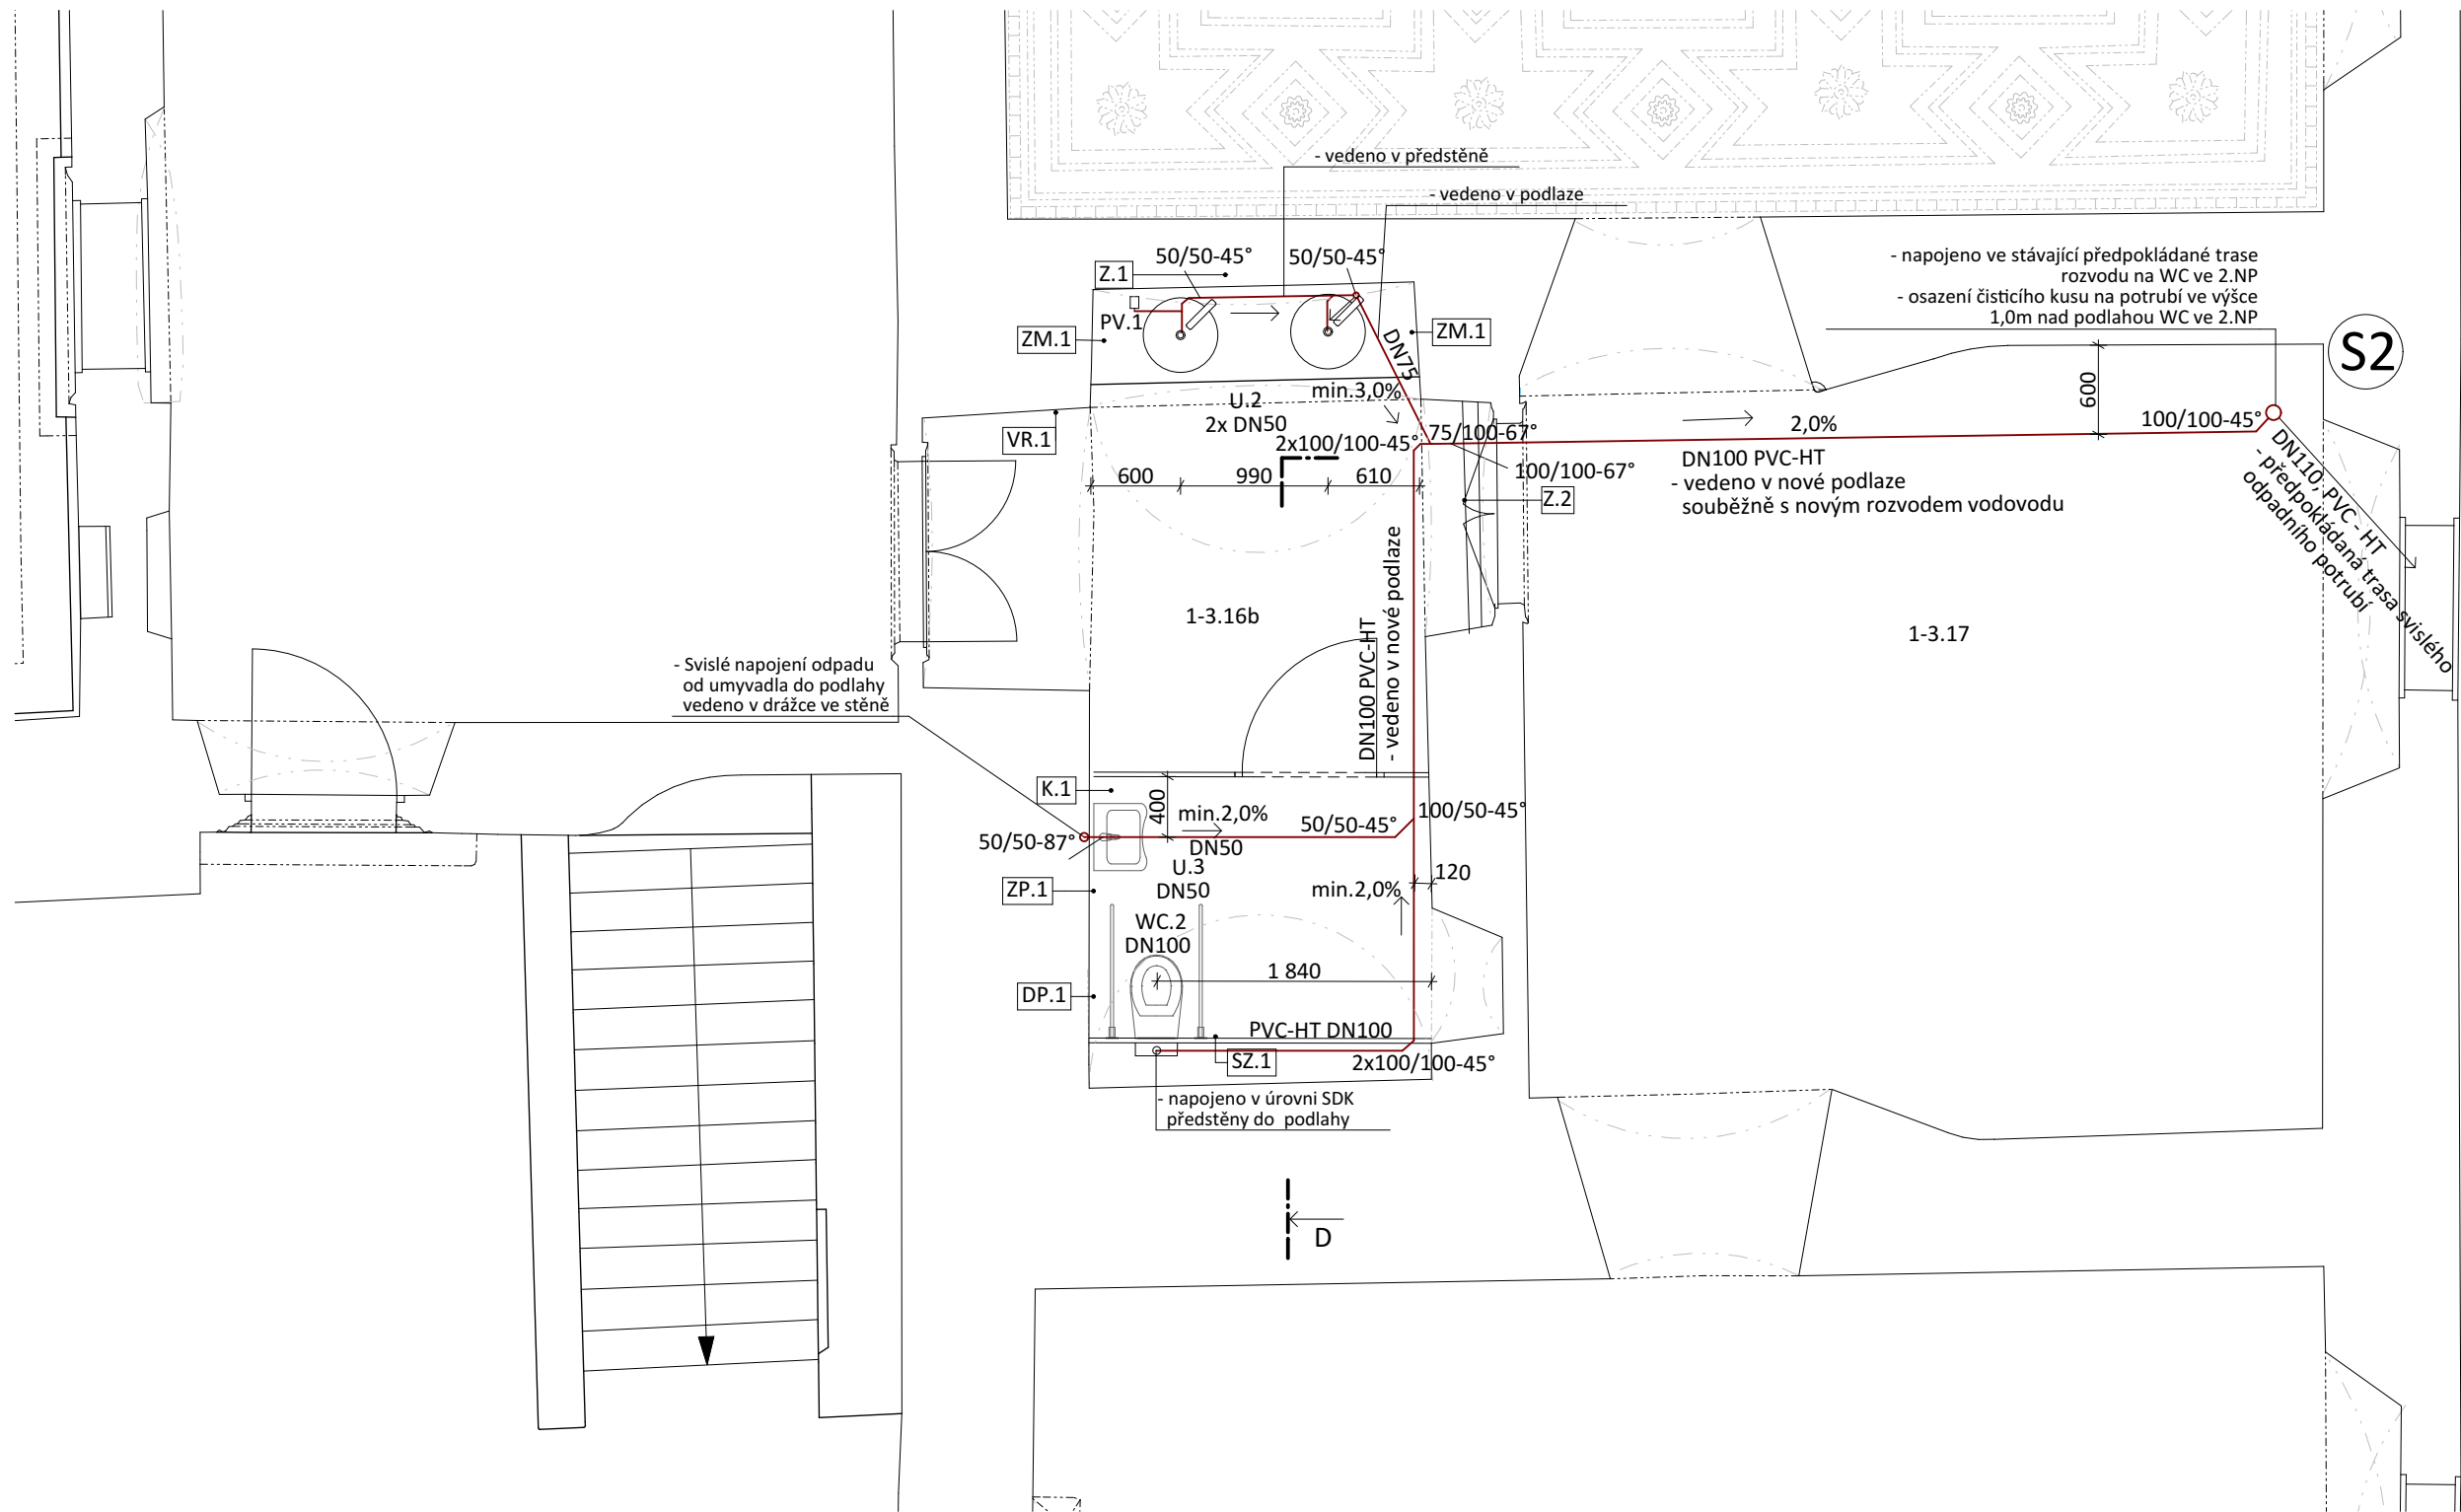 - vedeno v předstěně
- vedeno v podlaze
50/50-45°
50/50-45°
Z.1
- napojeno ve stávající předpokládané trase
rozvodu na WC ve 2.NP
- osazení čisticího kusu na potrubí ve výšce
1,0m nad podlahou WC ve 2.NP
S2
PV.1
ZM.1
ZM.1
DN75
min.3,0%
U.2
2x DN50
VR.1
2x100/100-45°
75/100-67°
2,0%
600
100/100-45°
600
990
610
100/100-67°
Z.2
DN100 PVC-HT
- vedeno v nové podlaze
souběžně s novým rozvodem vodovodu
DN110, PVC - HT
- předpokládaná trasa svislého
odpadního potrubí
DN100 PVC-HT
- vedeno v nové podlaze
1-3.16b
1-3.17
- Svislé napojení odpadu
od umyvadla do podlahy
vedeno v drážce ve stěně
K.1
400
min.2,0%
50/50-45°
100/50-45°
50/50-87°
DN50
U.3
DN50
ZP.1
min.2,0%
120
WC.2
DN100
1 840
DP.1
PVC-HT DN100
SZ.1
2x100/100-45°
- napojeno v úrovni SDK
předstěny do podlahy
D